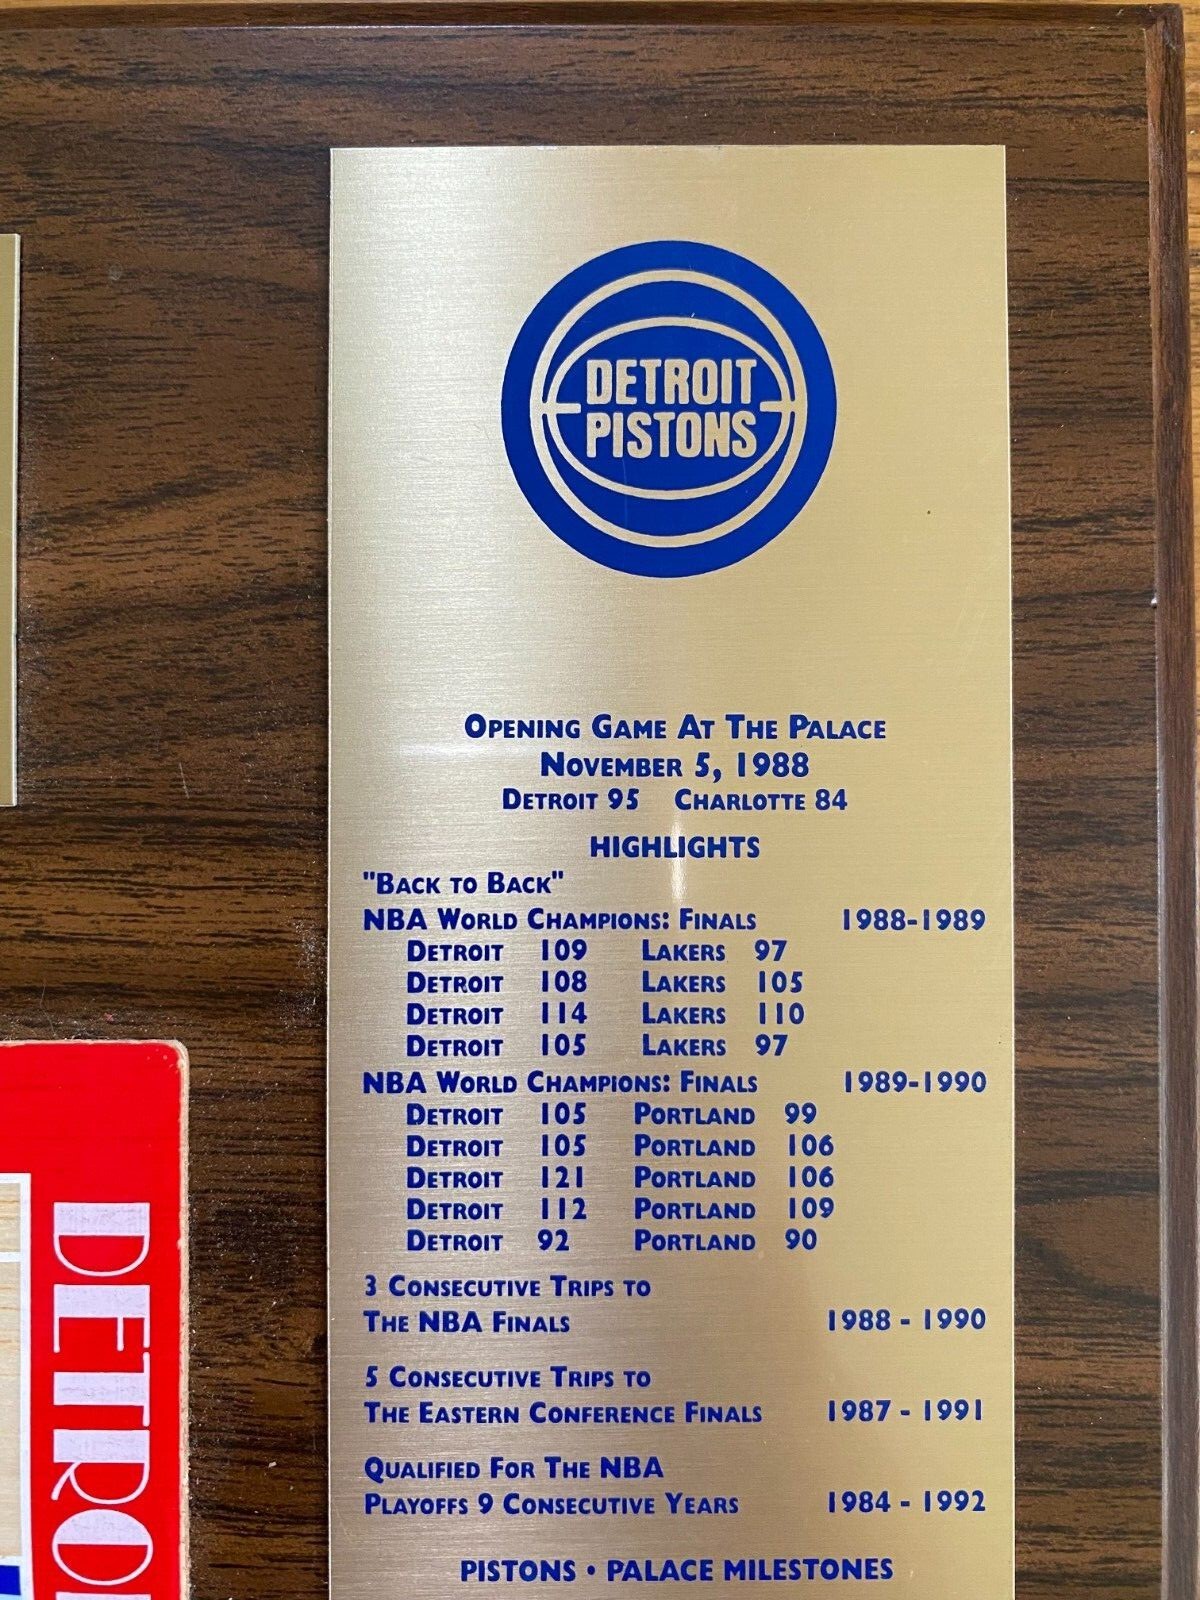 DETROIT
PISTONS
OPENING GAME AT THE PALACE
NOVEMBER 5, 1988
DETROIT 95 CHARLOTTE 84
HIGHLIGHTS
"BACK TO BACK"
NBA WORLD CHAMPIONS: FINALS 1988-1989
DETROIT 109 LAKERS 97
DETROIT 108 LAKERS 105
DETROIT 114 LAKERS 110
DETROIT 105 LAKERS 97
NBA WORLD CHAMPIONS: FINALS 1989-1990
DETROIT 105 PORTLAND 99
DETROIT 105 PORTLAND 106
DETROIT 121 PORTLAND 106
DETROIT 112 PORTLAND 109
DETROIT 92 PORTLAND 90
3 CONSECUTIVE TRIPS TO
THE NBA FINALS 1988 - 1990
5 CONSECUTIVE TRIPS TO
THE EASTERN CONFERENCE FINALS 1987 - 1991
QUALIFIED FOR THE NBA
PLAYOFFS 9 CONSECUTIVE YEARS 1984 - 1992
PISTONS • PALACE MILESTONES
DETRO